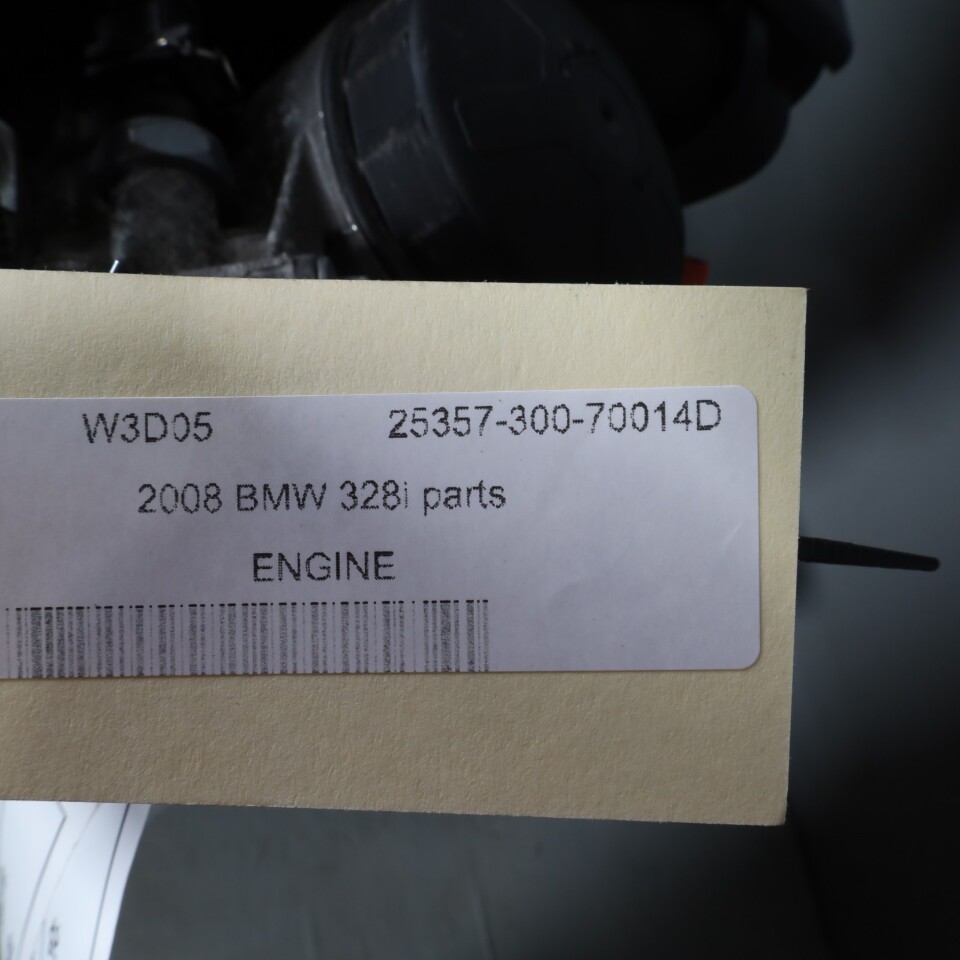 W3D05 25357-300-70014D
2008 BMW 328i parts
ENGINE